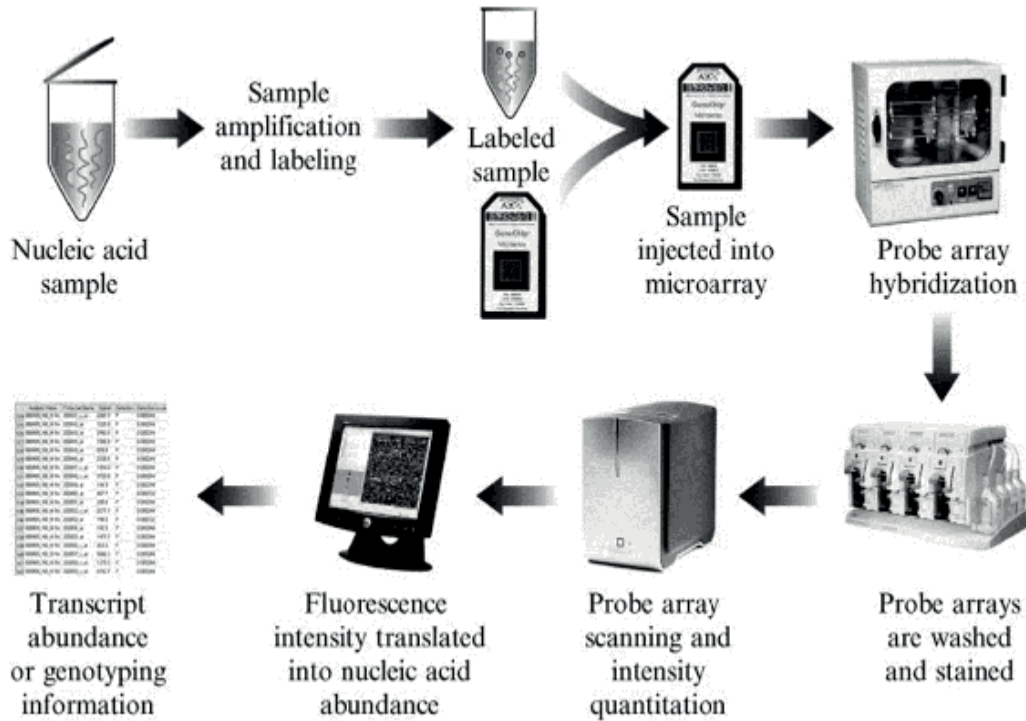 Nucleic acid
sample
Sample
amplification
and labeling
Labeled
sample
GeneChip
GeneChip
Sample
injected into
microarray
Probe array
hybridization
Probe arrays
are washed
and stained
Probe array
scanning and
intensity
quantitation
Fluorescence
intensity translated
into nucleic acid
abundance
Transcript
abundance
or genotyping
information